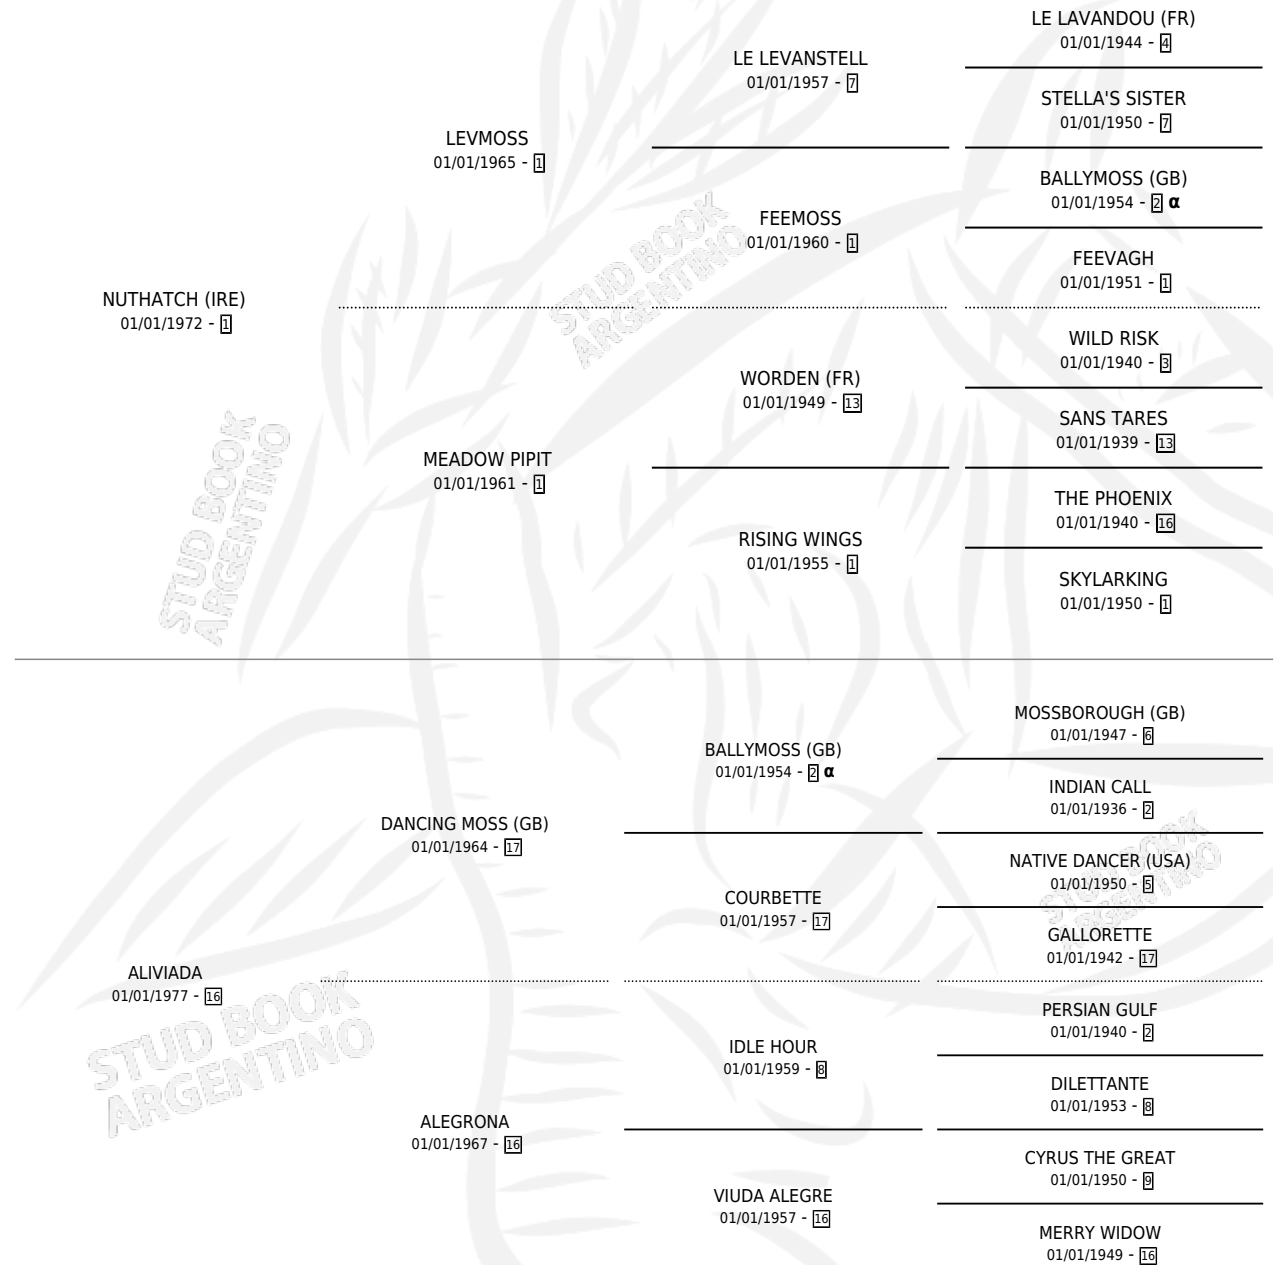 LE LAVANDOU (FR)
01/01/1944 - 4
LE LEVANSTELL
01/01/1957 - 7
STELLA'S SISTER
01/01/1950 - 7
LEVMOSS
01/01/1965 - 1
BALLYMOSS (GB)
01/01/1954 - 2 α
FEEMOSS
01/01/1960 - 1
FEEVAGH
01/01/1951 - 1
NUTHATCH (IRE)
01/01/1972 - 1
WILD RISK
01/01/1940 - 3
WORDEN (FR)
01/01/1949 - 13
SANS TARES
01/01/1939 - 13
MEADOW PIPIT
01/01/1961 - 1
THE PHOENIX
01/01/1940 - 16
RISING WINGS
01/01/1955 - 1
SKYLARKING
01/01/1950 - 1
MOSSBOROUGH (GB)
01/01/1947 - 6
BALLYMOSS (GB)
01/01/1954 - 2 α
INDIAN CALL
01/01/1936 - 2
DANCING MOSS (GB)
01/01/1964 - 17
NATIVE DANCER (USA)
01/01/1950 - 5
COURBETTE
01/01/1957 - 17
GALLORETTE
01/01/1942 - 17
ALIVIADA
01/01/1977 - 16
PERSIAN GULF
01/01/1940 - 2
IDLE HOUR
01/01/1959 - 8
DILETTANTE
01/01/1953 - 8
ALEGRONA
01/01/1967 - 16
CYRUS THE GREAT
01/01/1950 - 9
VIUDA ALEGRE
01/01/1957 - 16
MERRY WIDOW
01/01/1949 - 16
STUD BOOK
ARGENTINO
STUD BOOK
ARGENTINO
STUD BOOK
ARGENTINO
STUD BOOK
ARGENTINO